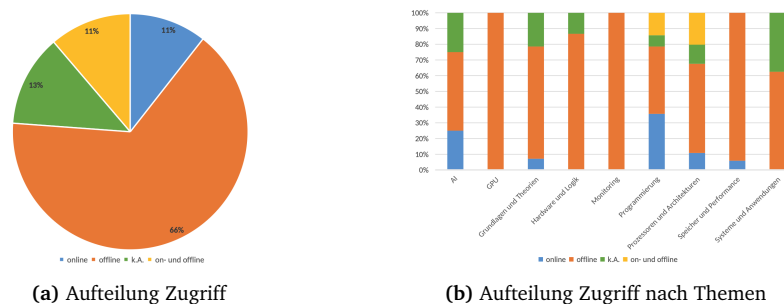 11%
11%
13%
66%
online offline k.A. on- und offline
(a) Aufteilung Zugriff
100%
90%
80%
70%
60%
50%
40%
30%
20%
10%
0%
AI
GPU
Grundlagen und Theorien
Hardware und Logik
Monitoring
Programmierung
Prozessoren und Architekturen
Speicher und Performance
Systeme und Anwendungen
online offline k.A. on- und offline
(b) Aufteilung Zugriff nach Themen